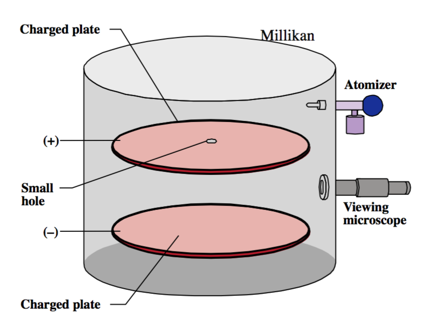 Charged plate
Millikan
Atomizer
(+)
Small
hole
Viewing
microscope
(–)
Charged plate